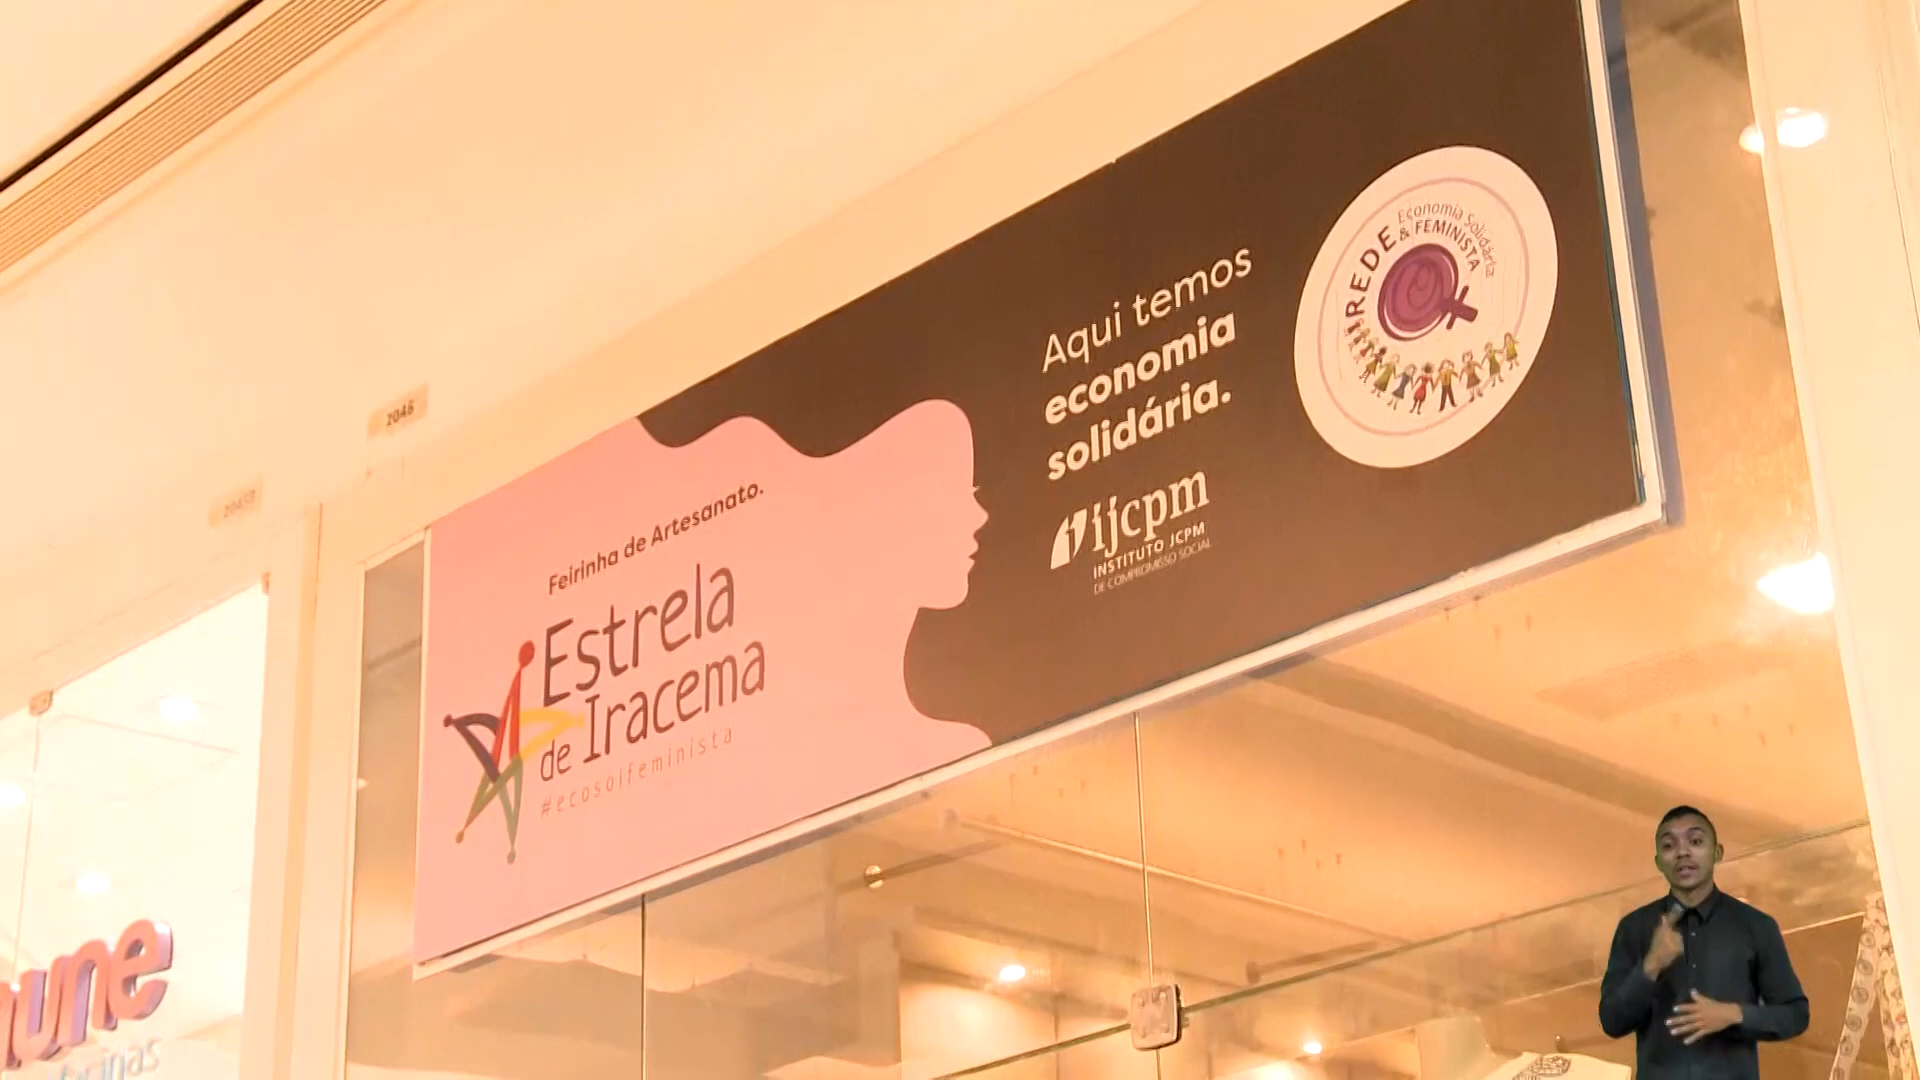 2046
Feirinha de Artesanato.
Estrela
de Iracema
#ecosolfeminista
Aqui temos
economia
solidária.
ijcpm
INSTITUTO JCPM
DE COMPROMISSO SOCIAL
REDE
Economia Solidária
& FEMINISTA
une